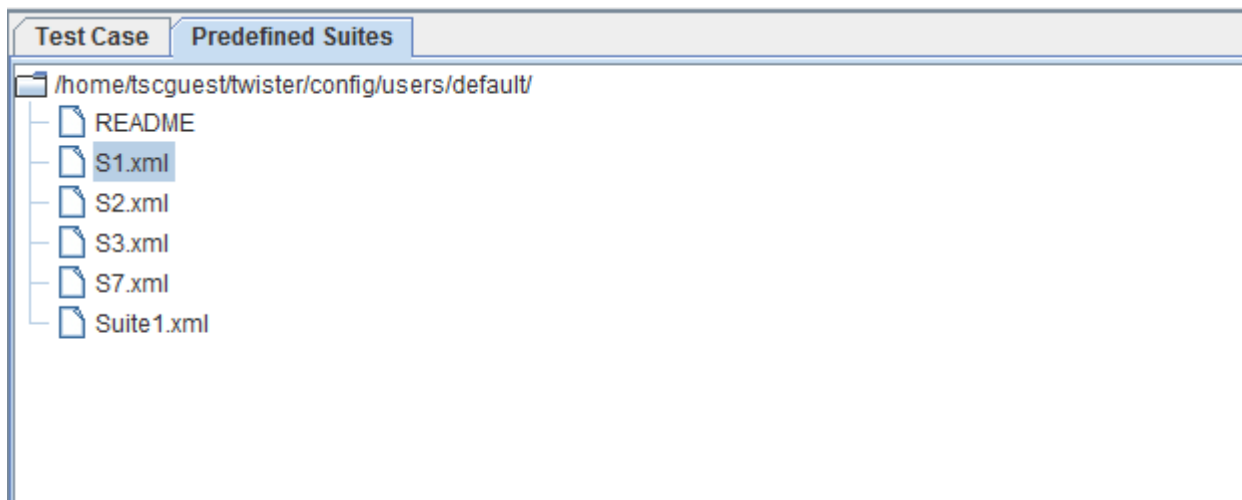 Test Case Predefined Suites
/home/tscguest/twister/config/users/default/
README
S1.xml
S2.xml
S3.xml
S7.xml
Suite1.xml